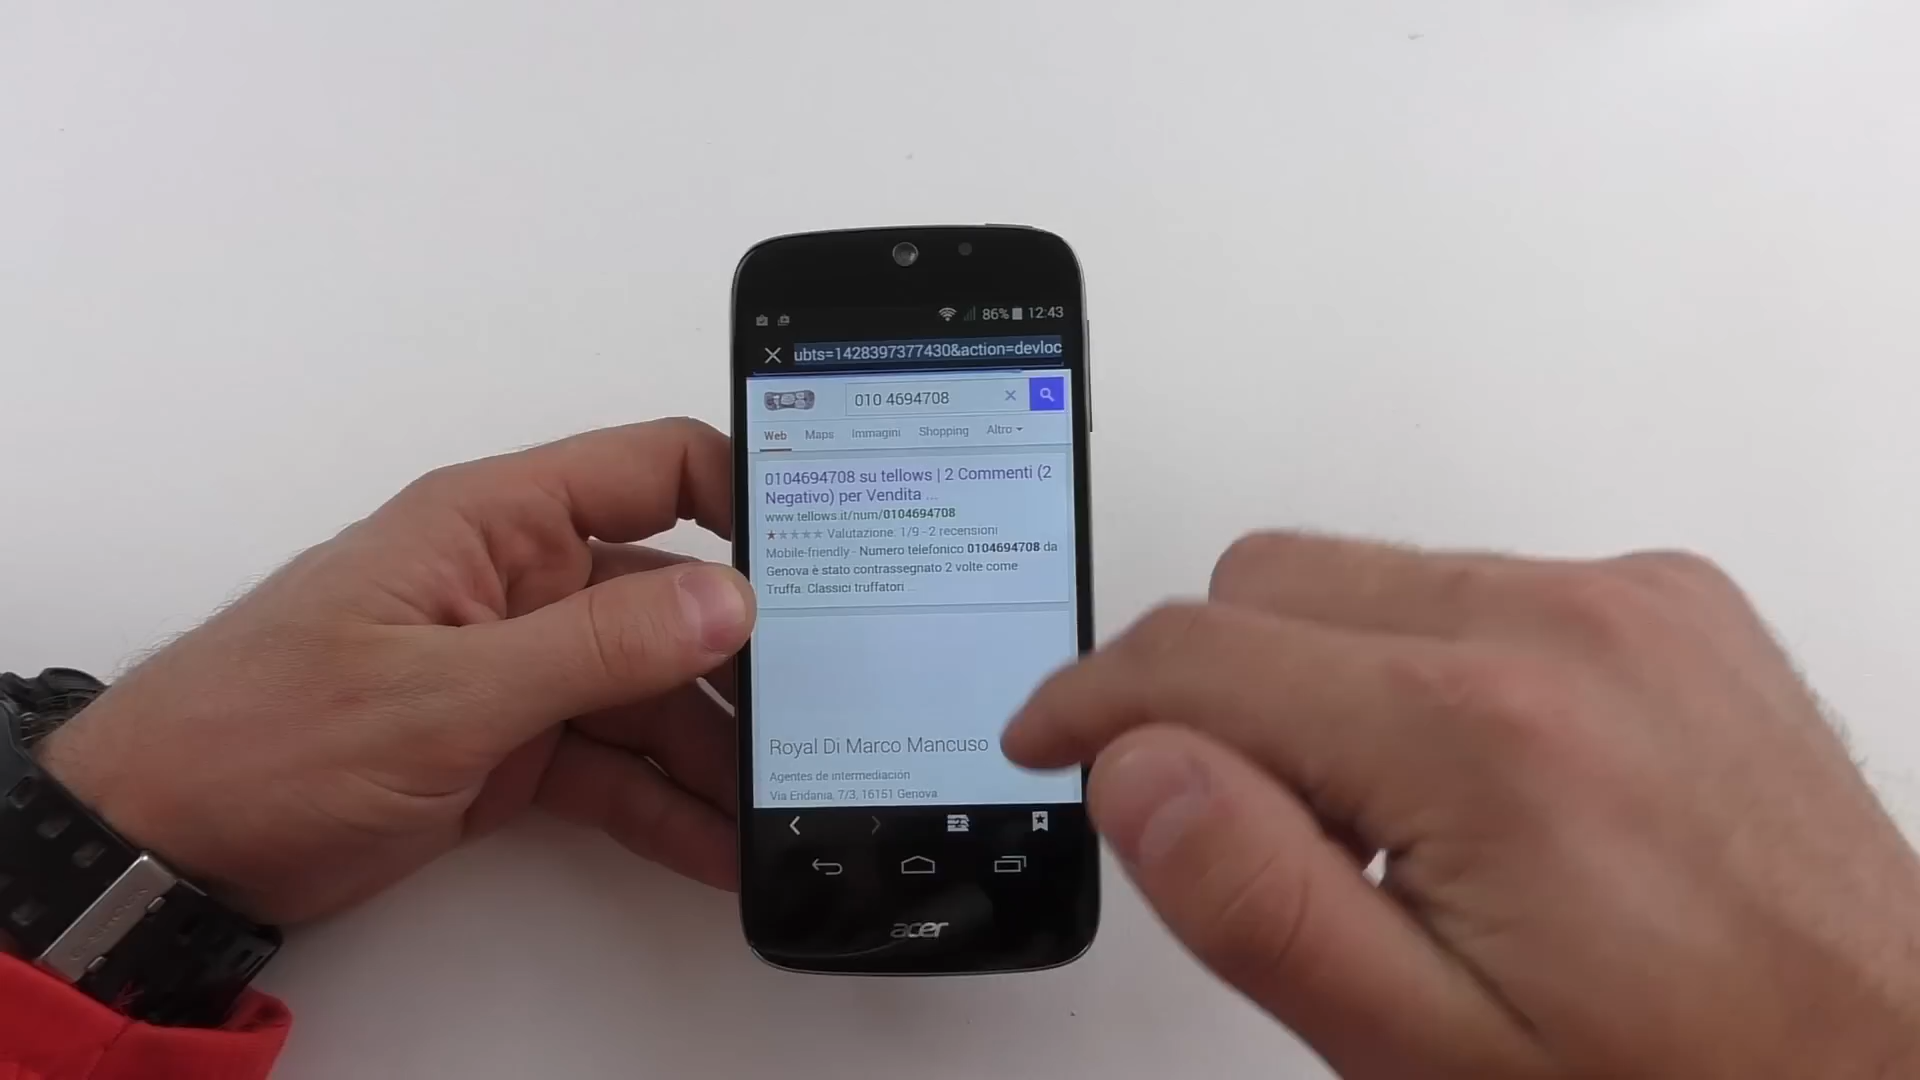 86% 12:43
ubts=1428397377430&action=devloc
010 4694708
Web Maps Immagini Shopping Altro
0104694708 su tellows | 2 Commenti (2
Negativo) per Vendita ...
www.tellows.it/num/0104694708
Valutazione: 1/9 - 2 recensioni
Mobile-friendly - Numero telefonico 0104694708 da
Genova è stato contrassegnato 2 volte come
Truffa. Classici truffatori ...
Royal Di Marco Mancuso
Agentes de intermediación
Via Eridania, 7/3, 16151 Genova
acer